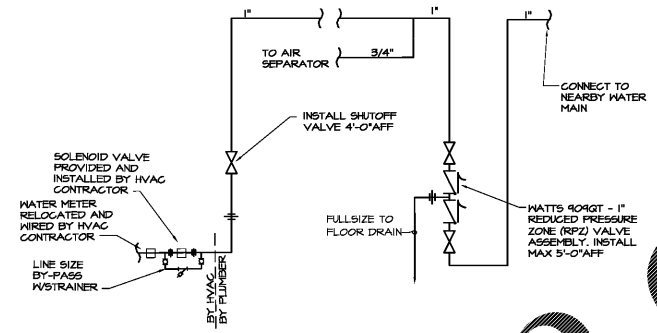 1"
1"
1"
TO AIR
SEPARATOR
3/4"
CONNECT TO
NEARBY WATER
MAIN
INSTALL SHUTOFF
VALVE 4'-0"AFF
SOLENOID VALVE
PROVIDED AND
INSTALLED BY HVAC
CONTRACTOR
WATER METER
RELOCATED AND
WIRED BY HVAC
CONTRACTOR
LINE SIZE
BY-PASS
W/STRAINER
BY HVAC
BY PLUMBER
FULLSIZE TO
FLOOR DRAIN
WATTS 909QT - 1"
REDUCED PRESSURE
ZONE (RPZ) VALVE
ASSEMBLY. INSTALL
MAX 5'-0"AFF